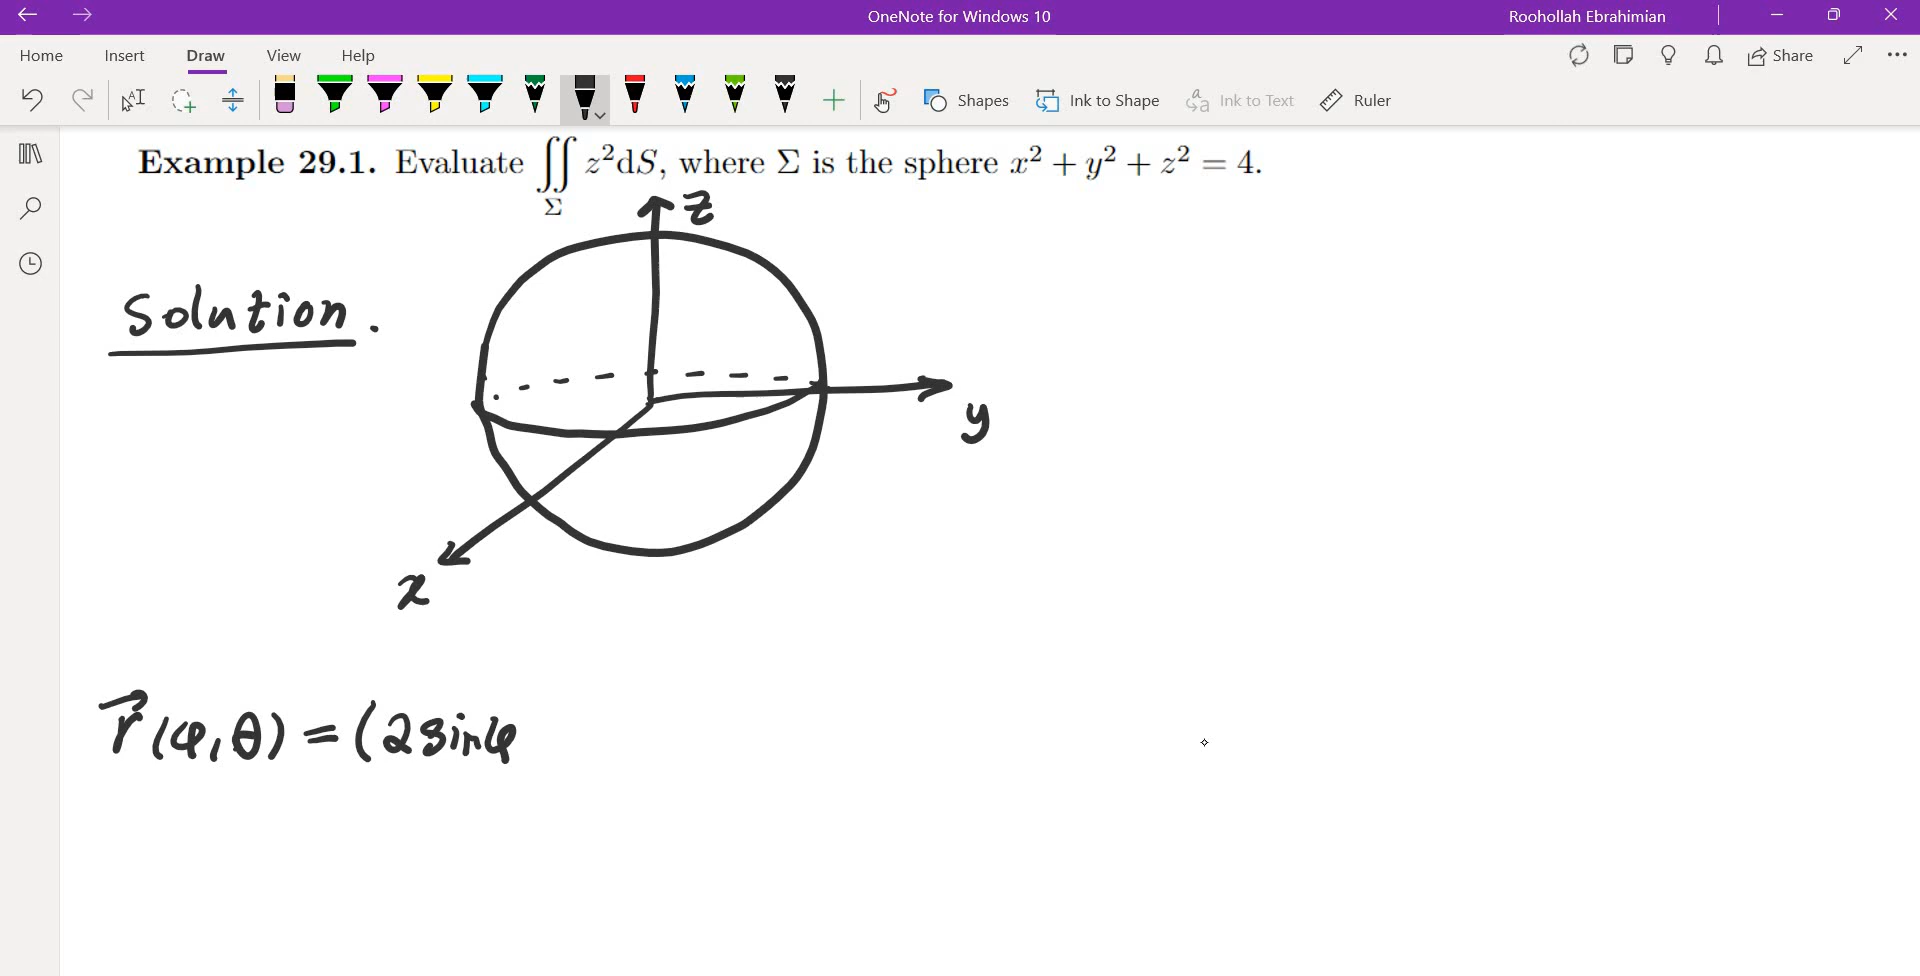 OneNote for Windows 10
Roohollah Ebrahimian
Home Insert Draw View Help
Share
Shapes Ink to Shape Ink to Text Ruler
Example 29.1. Evaluate ∬_Σ z²dS, where Σ is the sphere x² + y² + z² = 4.
z
Solution.
y
x
r⃗(φ,θ) = (2sinφ